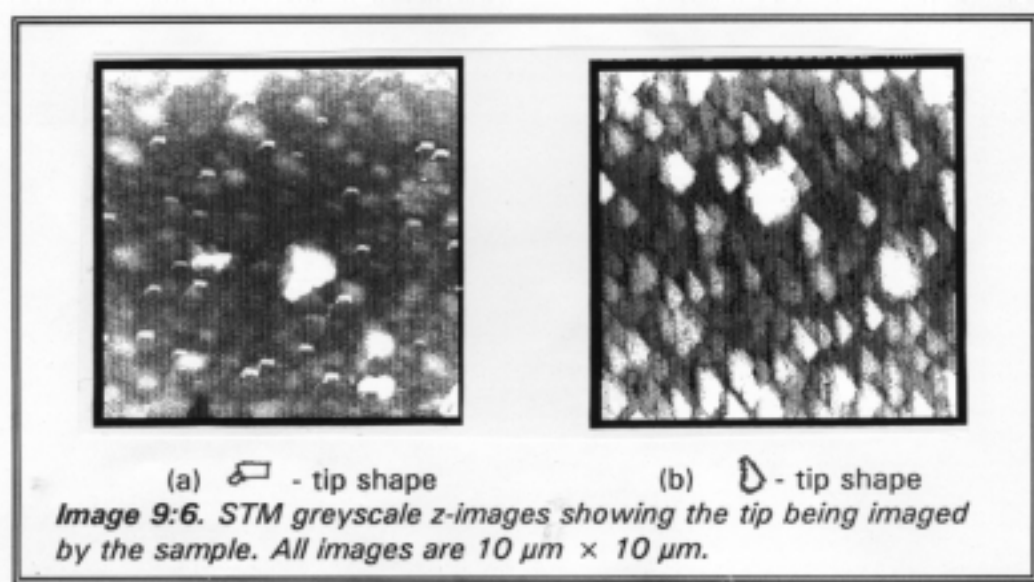 (a) - tip shape (b) - tip shape
Image 9:6. STM greyscale z-images showing the tip being imaged
by the sample. All images are 10 µm × 10 µm.